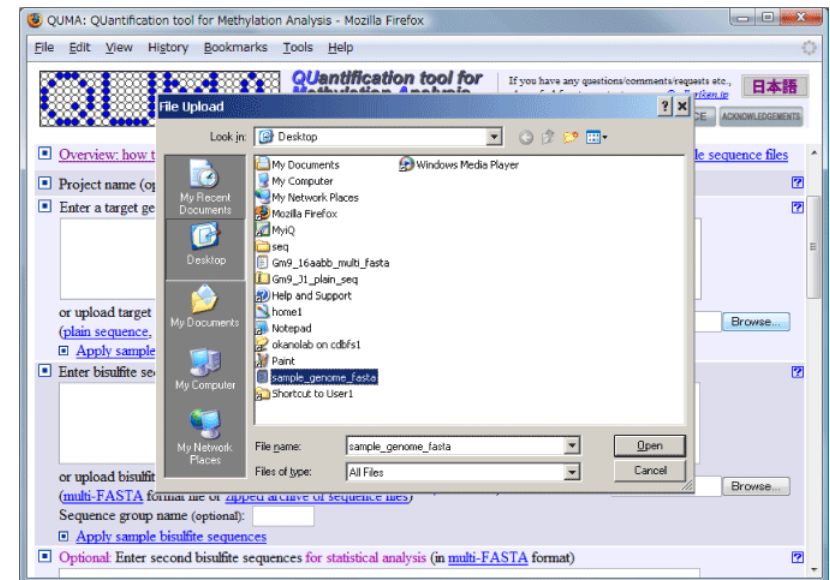 QUMA: QUantification tool for Methylation Analysis - Mozilla Firefox
File Edit View History Bookmarks Tools Help
QUMA
QUantification tool for
Methylation Analysis
If you have any questions/comments/requests etc.,
日本語
ACKNOWLEDGEMENTS
File Upload
Look in:
Desktop
My Recent
Documents
Desktop
My Documents
My Computer
My Network
Places
My Documents
My Computer
My Network Places
Mozilla Firefox
MyiQ
seq
Gm9_16aabb_multi_fasta
Gm9_J1_plain_seq
Help and Support
home1
Notepad
okanolab on cdbfs1
Paint
sample_genome_fasta
Shortcut to User1
Windows Media Player
File name:
sample_genome_fasta
Open
Files of type:
All Files
Cancel
Overview: how t
le sequence files
Project name (op
Enter a target ge
or upload target
Browse...
(plain sequence,
Apply sample
Enter bisulfite se
or upload bisulfit
Browse...
(multi-FASTA format file or zipped archive of sequence files)
Sequence group name (optional):
Apply sample bisulfite sequences
Optional: Enter second bisulfite sequences for statistical analysis (in multi-FASTA format)